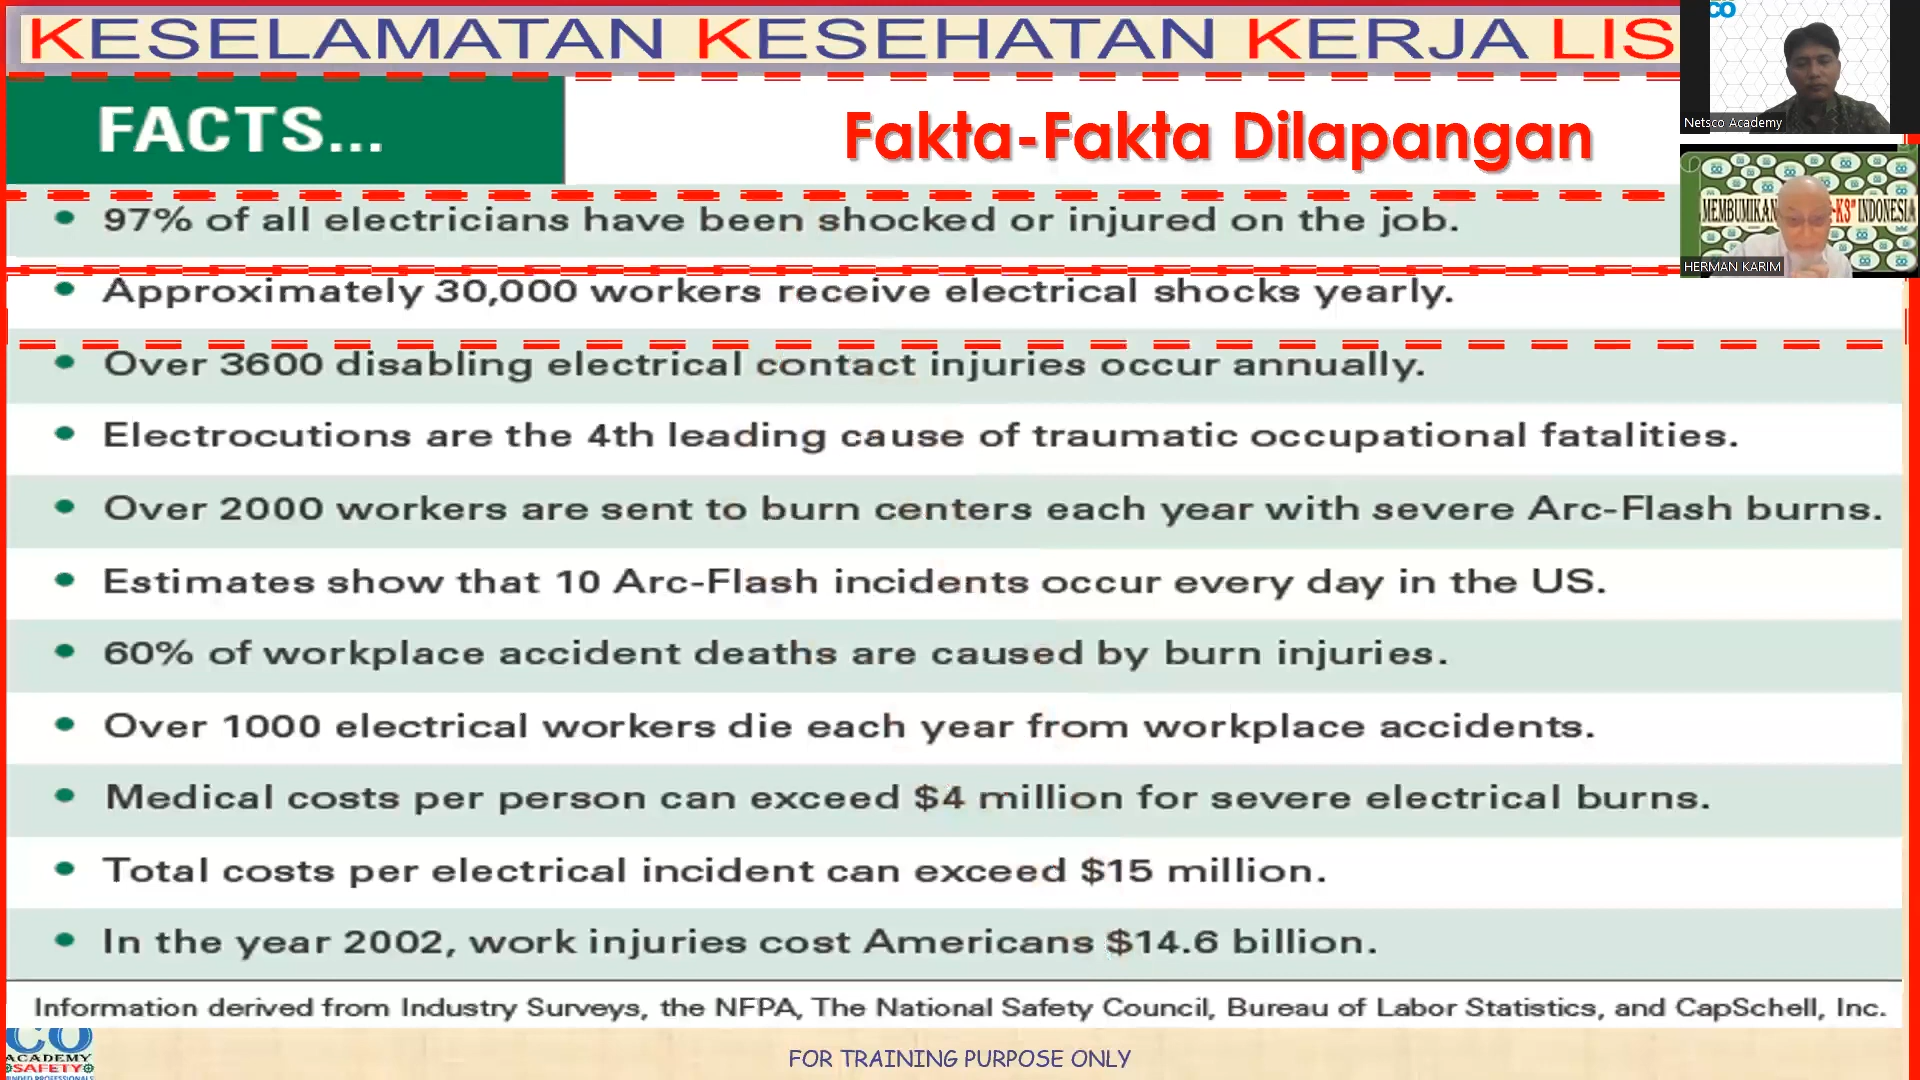 KESELAMATAN KESEHATAN KERJA LIS
FACTS...
Fakta-Fakta Dilapangan
• 97% of all electricians have been shocked or injured on the job.
• Approximately 30,000 workers receive electrical shocks yearly.
• Over 3600 disabling electrical contact injuries occur annually.
• Electrocutions are the 4th leading cause of traumatic occupational fatalities.
• Over 2000 workers are sent to burn centers each year with severe Arc-Flash burns.
• Estimates show that 10 Arc-Flash incidents occur every day in the US.
• 60% of workplace accident deaths are caused by burn injuries.
• Over 1000 electrical workers die each year from workplace accidents.
• Medical costs per person can exceed $4 million for severe electrical burns.
• Total costs per electrical incident can exceed $15 million.
• In the year 2002, work injuries cost Americans $14.6 billion.
Information derived from Industry Surveys, the NFPA, The National Safety Council, Bureau of Labor Statistics, and CapSchell, Inc.
CO
ACADEMY
SAFETY
MINDED PROFESSIONALS
FOR TRAINING PURPOSE ONLY
CO
Netsco Academy
MEMBUMIKAN -K3" INDONESIA
HERMAN KARIM